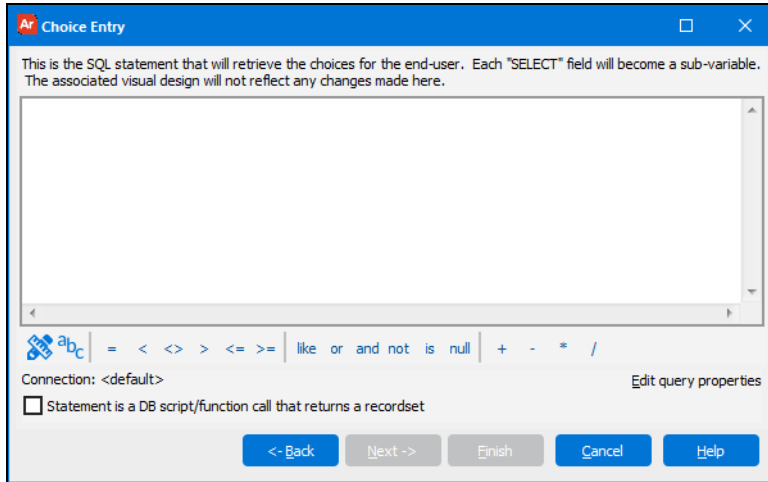 Ar Choice Entry
This is the SQL statement that will retrieve the choices for the end-user. Each "SELECT" field will become a sub-variable.
The associated visual design will not reflect any changes made here.
abc = < <> > <= >= like or and not is null + - * /
Connection: <default> Edit query properties
Statement is a DB script/function call that returns a recordset
<- Back Next -> Finish Cancel Help